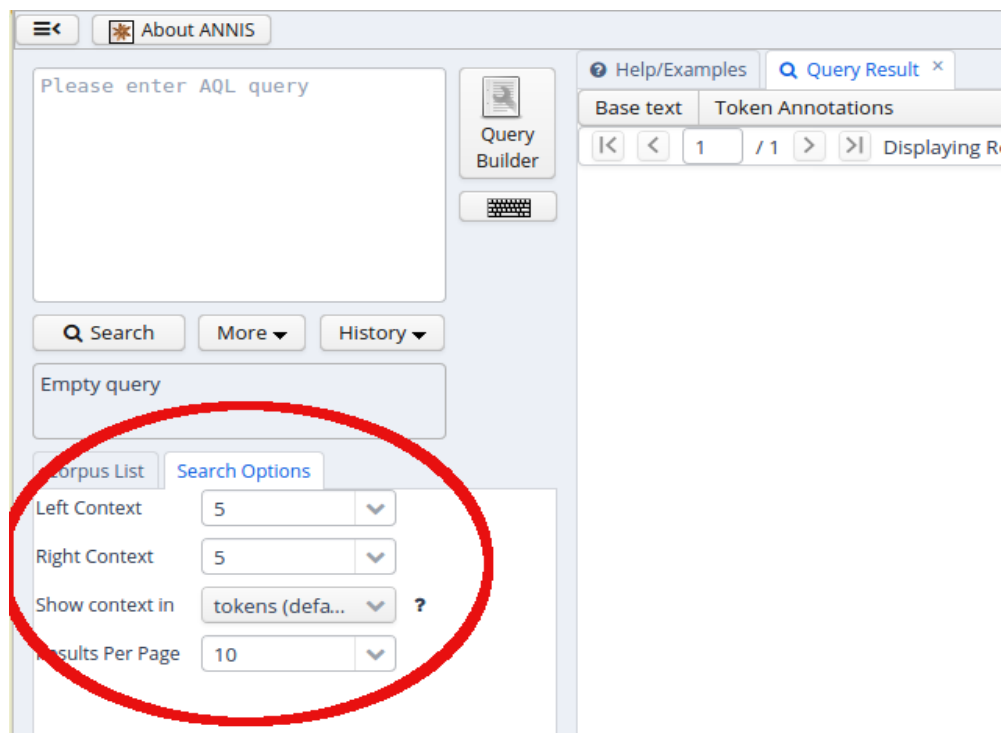 About ANNIS
Please enter AQL query
Query
Builder
Search More History
Empty query
Corpus List Search Options
Left Context 5
Right Context 5
Show context in tokens (defa... ?
Results Per Page 10
Help/Examples Query Result ×
Base text Token Annotations
1 / 1 Displaying